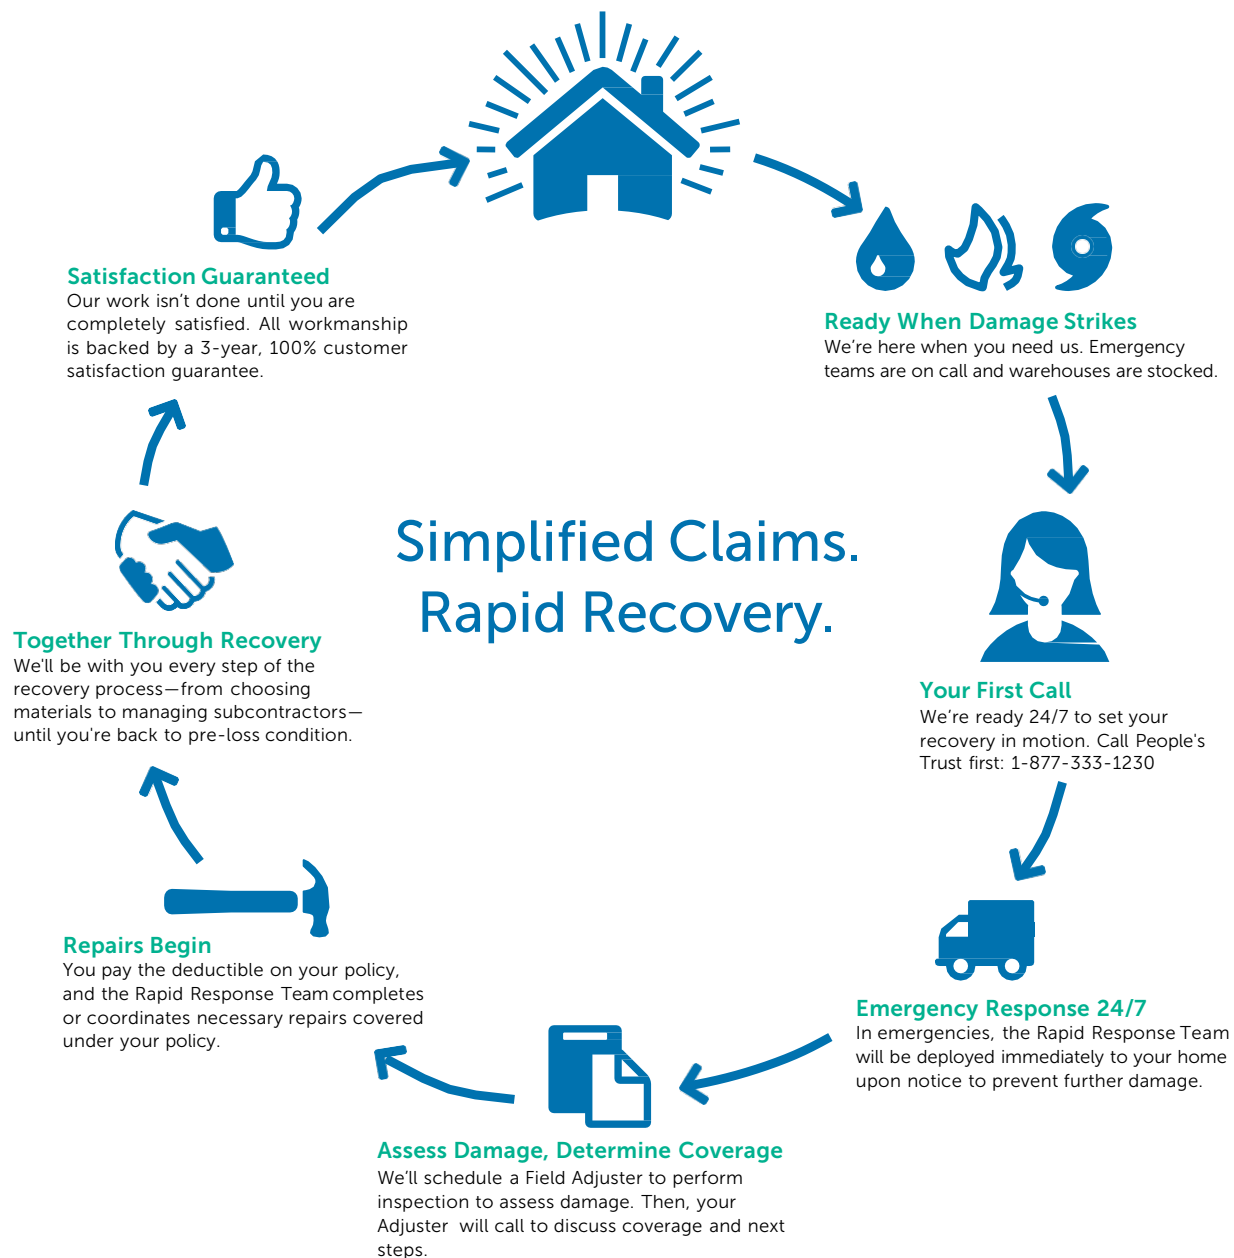 Satisfaction Guaranteed
Our work isn’t done until you are
completely satisfied. All workmanship
is backed by a 3-year, 100% customer
satisfaction guarantee.
Ready When Damage Strikes
We’re here when you need us. Emergency
teams are on call and warehouses are stocked.
Simplified Claims.
Rapid Recovery.
Together Through Recovery
We'll be with you every step of the
recovery process—from choosing
materials to managing subcontractors—
until you're back to pre-loss condition.
Your First Call
We’re ready 24/7 to set your
recovery in motion. Call People's
Trust first: 1-877-333-1230
Repairs Begin
You pay the deductible on your policy,
and the Rapid Response Team completes
or coordinates necessary repairs covered
under your policy.
Emergency Response 24/7
In emergencies, the Rapid Response Team
will be deployed immediately to your home
upon notice to prevent further damage.
Assess Damage, Determine Coverage
We’ll schedule a Field Adjuster to perform
inspection to assess damage. Then, your
Adjuster will call to discuss coverage and next
steps.